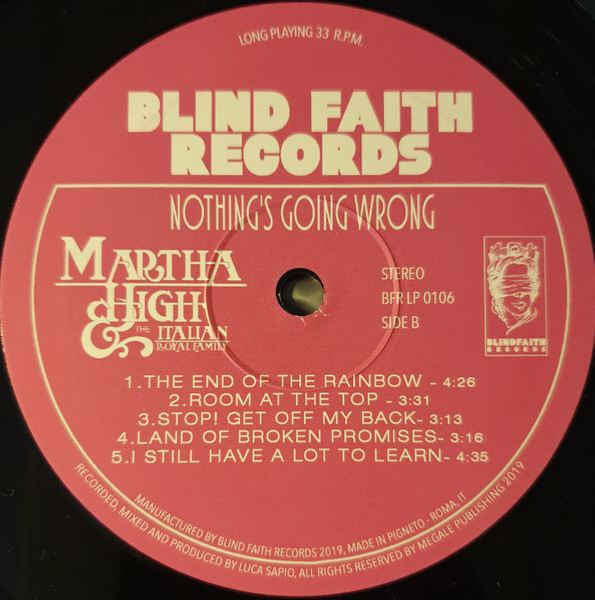 LONG PLAYING 33 R.P.M.
BLIND FAITH
RECORDS
NOTHING'S GOING WRONG
MARTHA
HIGH
& THE ITALIAN
ROYAL FAMILY
STEREO
BFR LP 0106
SIDE B
BLINDFAITH
RECORDS
1.THE END OF THE RAINBOW - 4:26
2.ROOM AT THE TOP - 3:31
3.STOP! GET OFF MY BACK- 3:13
4.LAND OF BROKEN PROMISES- 3:16
5.I STILL HAVE A LOT TO LEARN- 4:35
MANUFACTURED BY BLIND FAITH RECORDS 2019, MADE IN PIGNETO - ROMA, IT
RECORDED, MIXED AND PRODUCED BY LUCA SAPIO, ALL RIGHTS RESERVED BY MEGALE PUBLISHING 2019